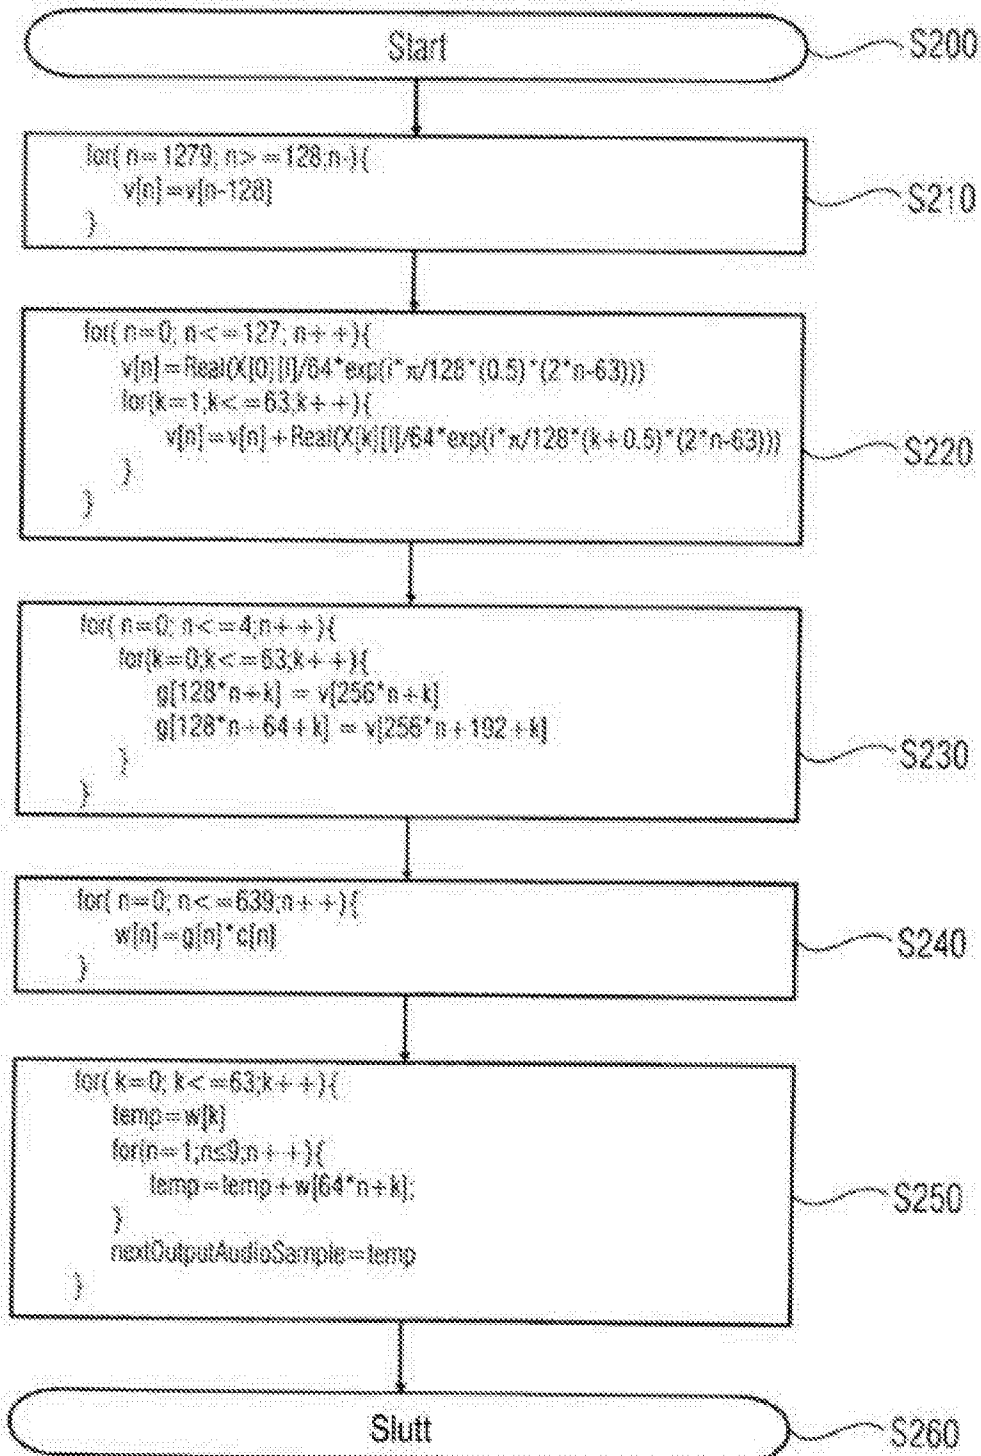 Start
S200
for( n=1279; n>=128;n-){
v[n]=v[n-128]
}
S210
for( n=0; n<=127; n++){
v[n]=Real(X[0][l]/64*exp(i*π/128*(0.5)*(2*n-63)))
for(k=1;k<=63;k++){
v[n]=v[n]+Real(X[k][l]/64*exp(i*π/128*(k+0.5)*(2*n-63)))
}
}
S220
for( n=0; n<=4;n++){
for(k=0;k<=63;k++){
g[128*n+k] = v[256*n+k]
g[128*n+64+k] = v[256*n+192+k]
}
}
S230
for( n=0; n<=639;n++){
w[n]=g[n]*c[n]
}
S240
for( k=0; k<=63;k++){
temp=w[k]
for(n=1;n≤9;n++){
temp=temp+w[64*n+k];
}
nextOutputAudioSample=temp
}
S250
Slutt
S260